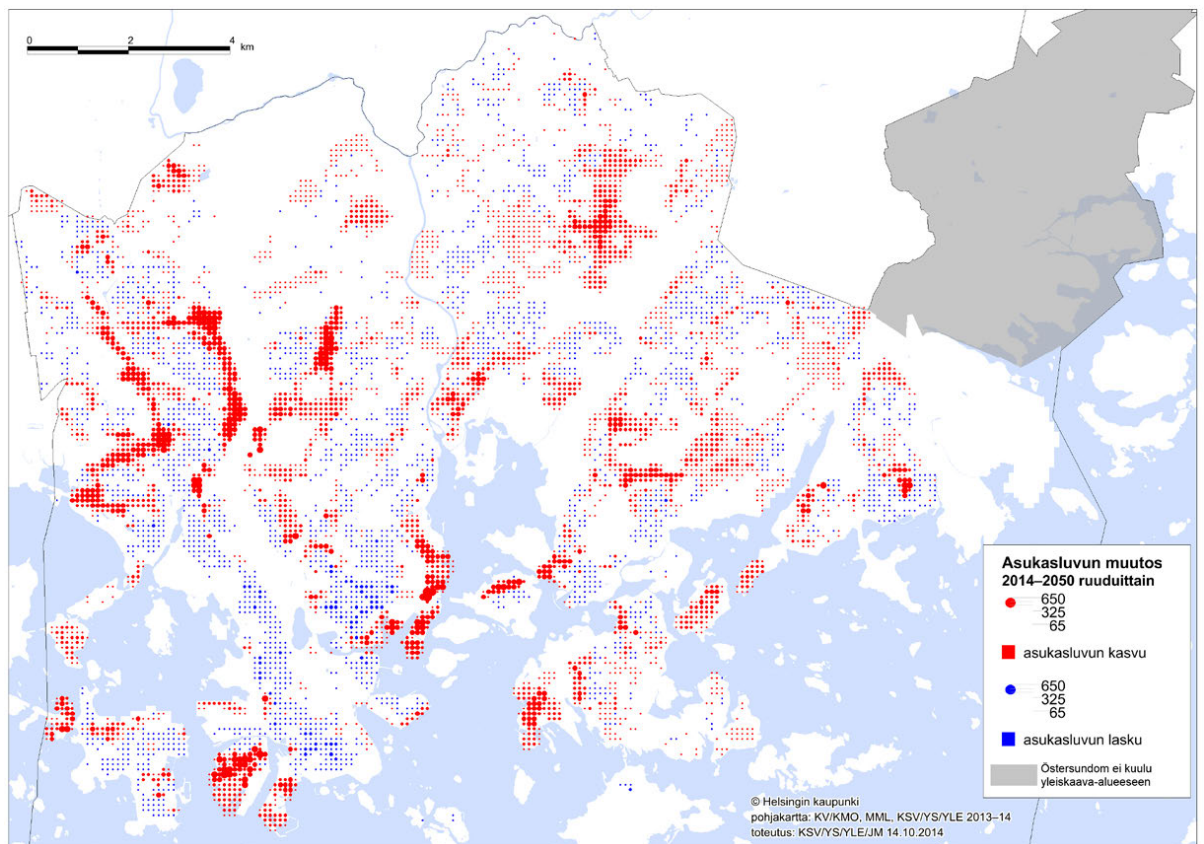 0 2 4
km
Asukasluvun muutos
2014–2050 ruuduittain
650
325
65
asukasluvun kasvu
650
325
65
asukasluvun lasku
Östersundom ei kuulu
yleiskaava-alueeseen
© Helsingin kaupunki
pohjakartta: KV/KMO, MML, KSV/YS/YLE 2013–14
toteutus: KSV/YS/YLE/JM 14.10.2014